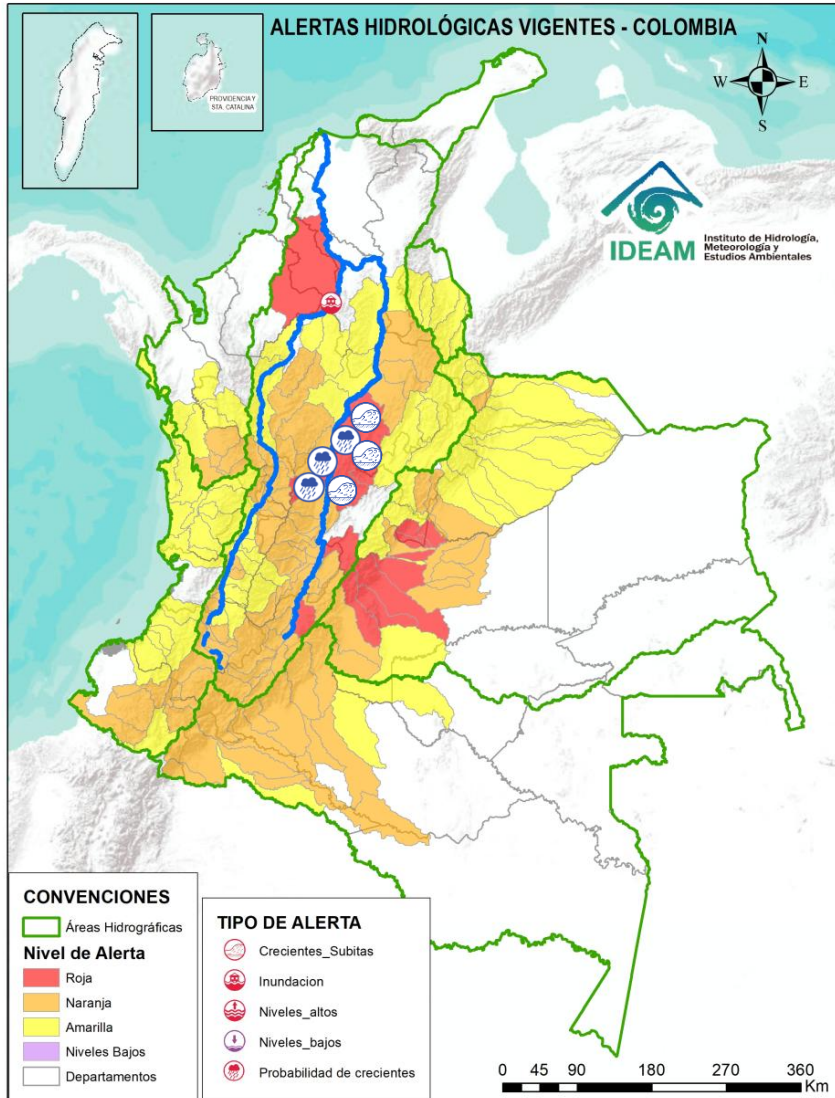 ALERTAS HIDROLÓGICAS VIGENTES - COLOMBIA
PROVIDENCIA Y
STA. CATALINA
N
W
E
S
IDEAM
Instituto de Hidrología,
Meteorología y
Estudios Ambientales
CONVENCIONES
Áreas Hidrográficas
Nivel de Alerta
Roja
Naranja
Amarilla
Niveles Bajos
Departamentos
TIPO DE ALERTA
Crecientes_Subitas
Inundacion
Niveles_altos
Niveles_bajos
Probabilidad de crecientes
0 45 90 180 270 360
Km